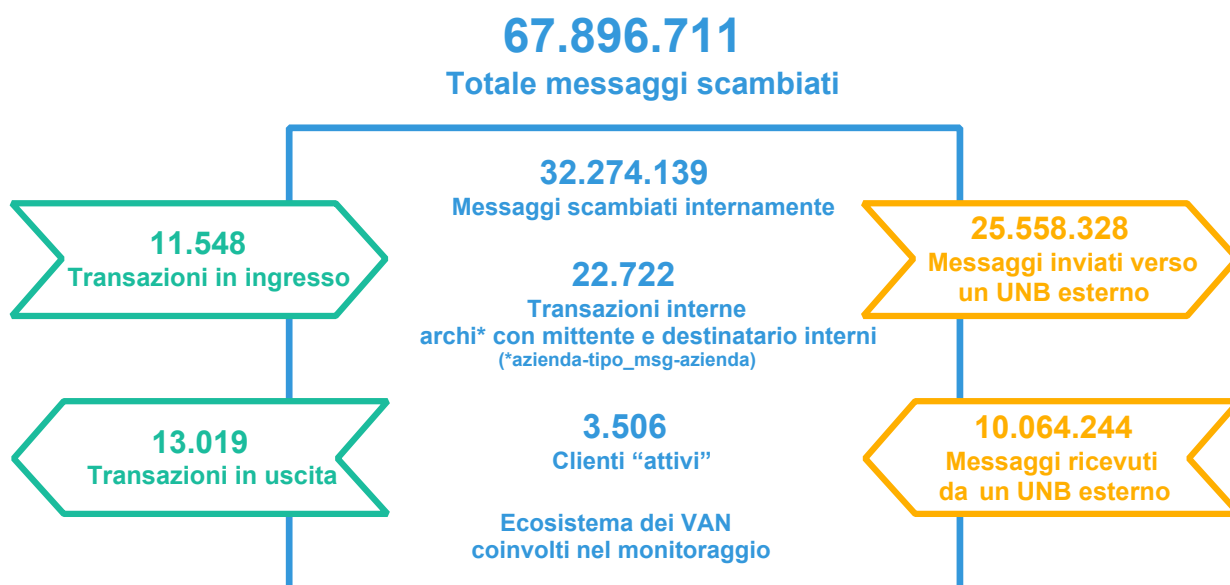 67.896.711
Totale messaggi scambiati
32.274.139
Messaggi scambiati internamente
11.548
Transazioni in ingresso
25.558.328
Messaggi inviati verso
un UNB esterno
22.722
Transazioni interne
archi* con mittente e destinatario interni
(*azienda-tipo_msg-azienda)
13.019
Transazioni in uscita
3.506
Clienti “attivi”
10.064.244
Messaggi ricevuti
da un UNB esterno
Ecosistema dei VAN
coinvolti nel monitoraggio